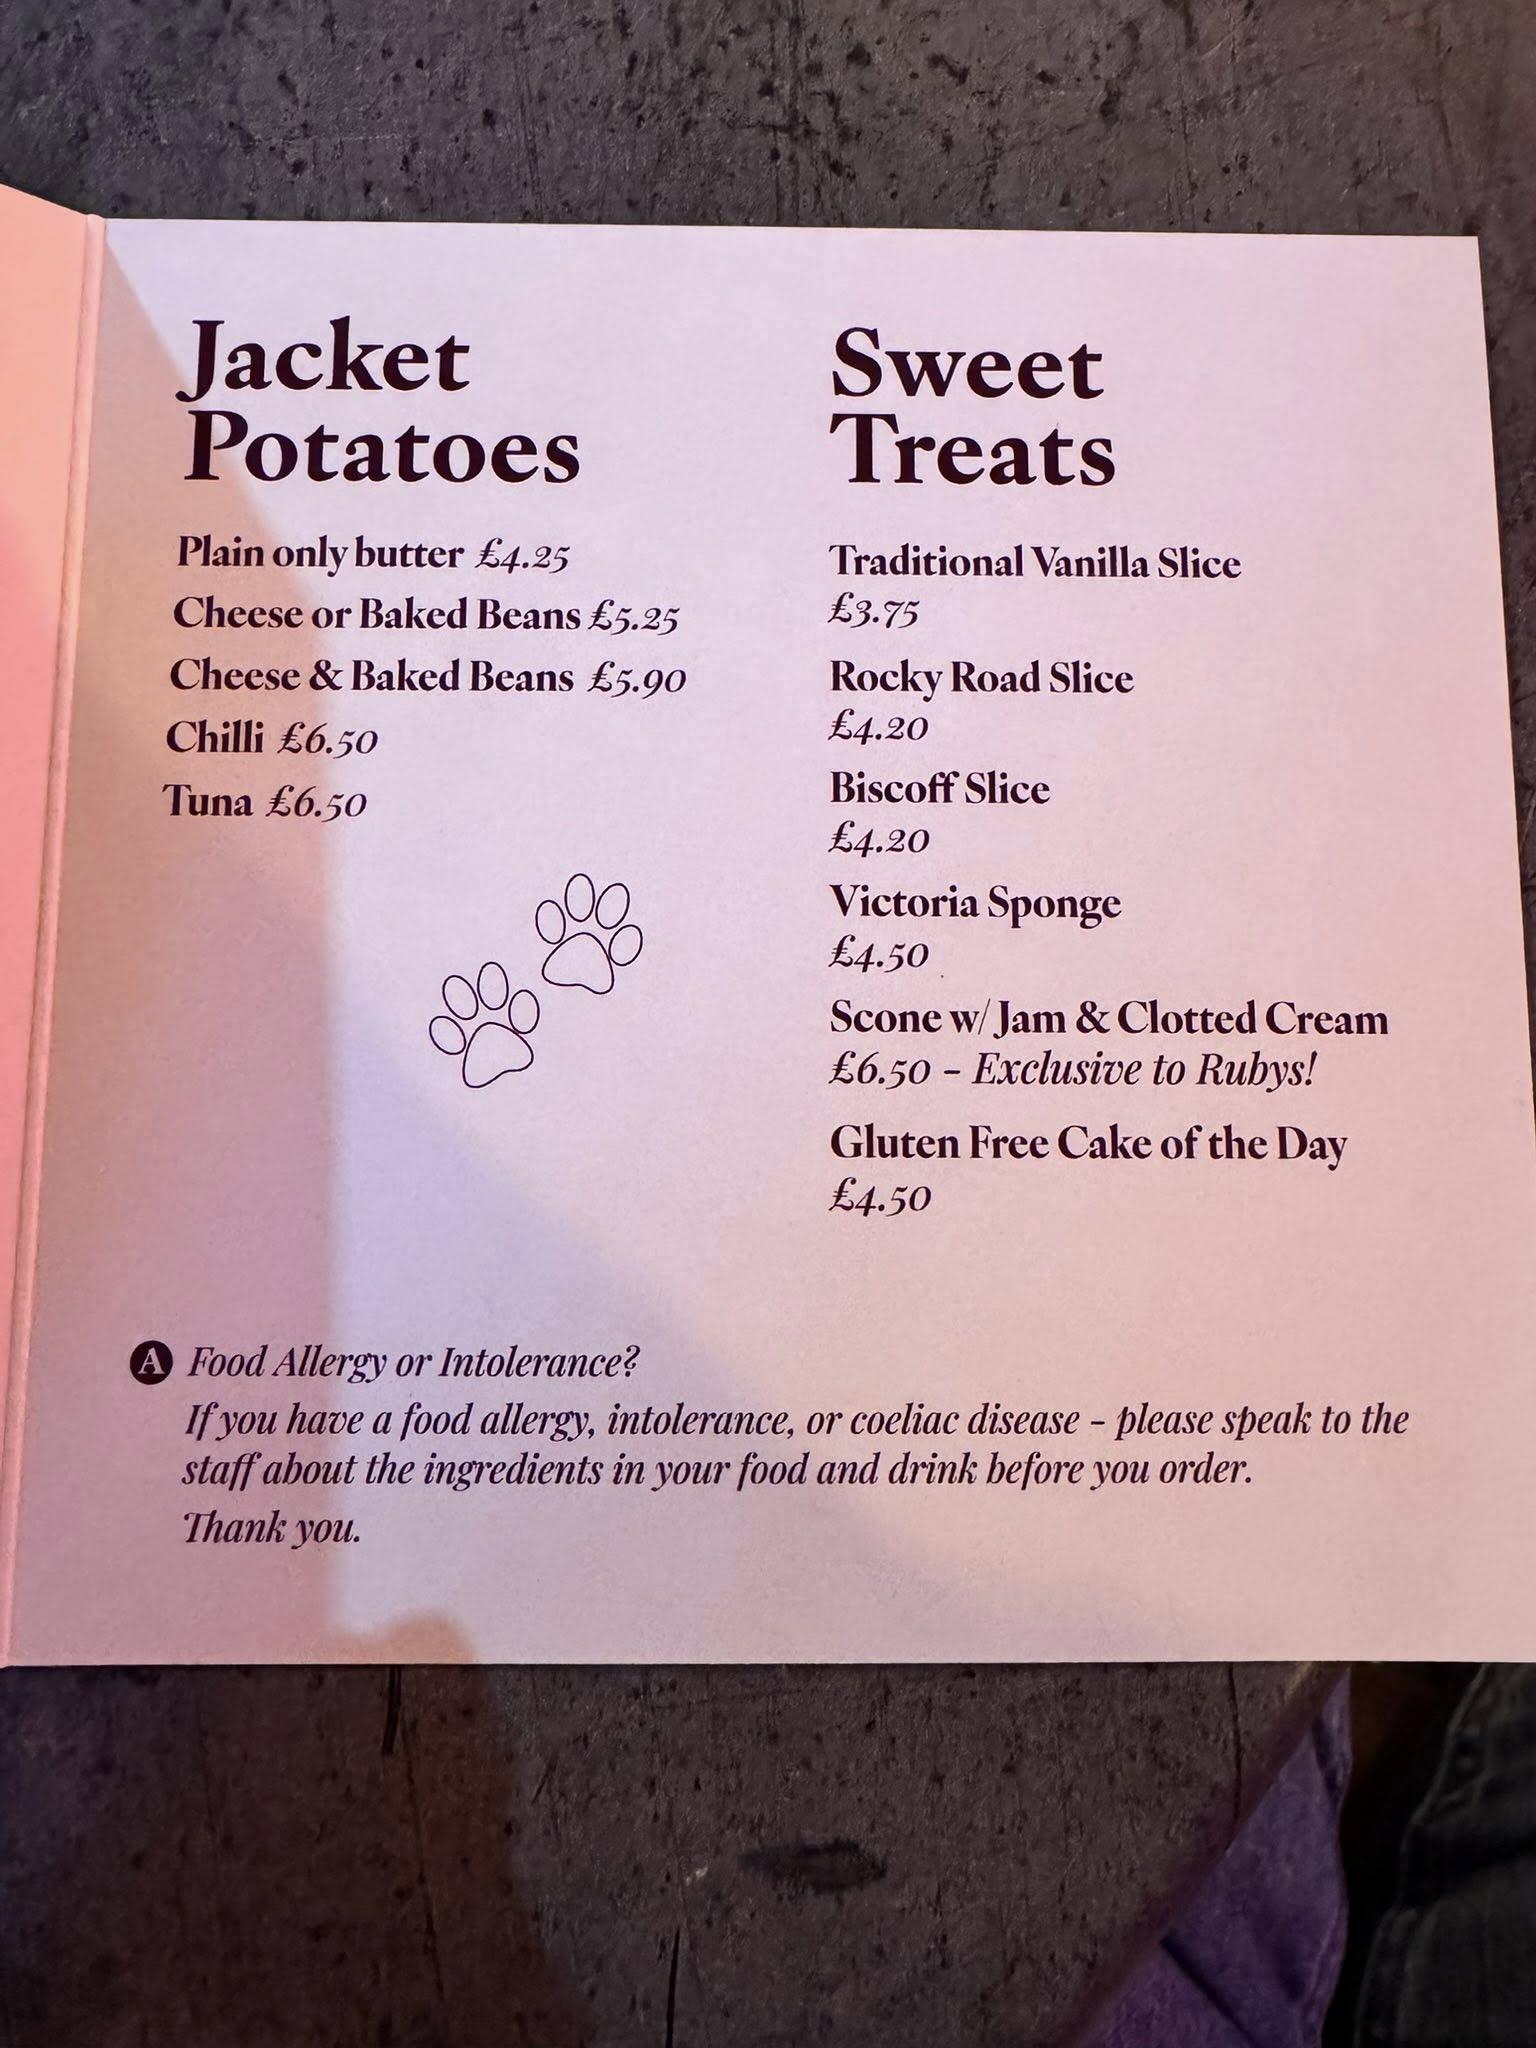 Jacket
Potatoes
Plain only butter £4.25
Cheese or Baked Beans £5.25
Cheese & Baked Beans £5.90
Chilli £6.50
Tuna £6.50
Sweet
Treats
Traditional Vanilla Slice
£3.75
Rocky Road Slice
£4.20
Biscoff Slice
£4.20
Victoria Sponge
£4.50
Scone w/ Jam & Clotted Cream
£6.50 – Exclusive to Rubys!
Gluten Free Cake of the Day
£4.50
A Food Allergy or Intolerance?
If you have a food allergy, intolerance, or coeliac disease – please speak to the
staff about the ingredients in your food and drink before you order.
Thank you.